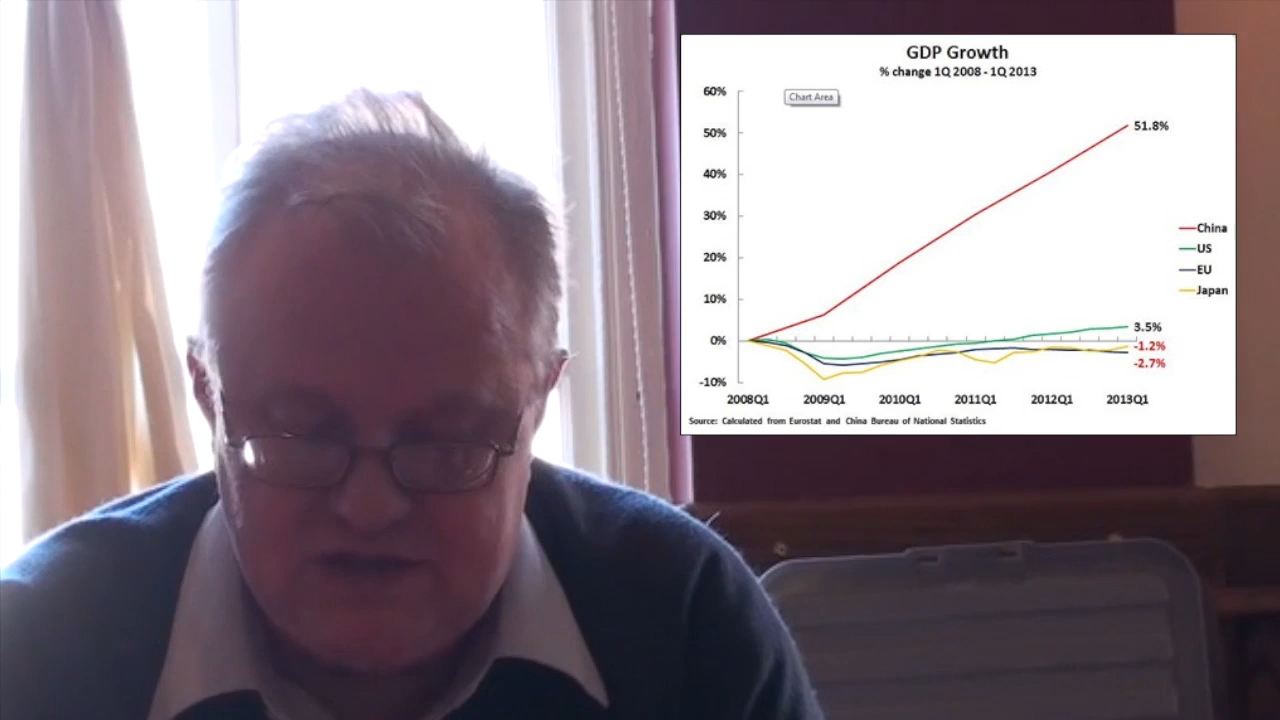 GDP Growth
% change 1Q 2008 - 1Q 2013
Chart Area
60%
50%
40%
30%
20%
10%
0%
-10%
51.8%
3.5%
-1.2%
-2.7%
China
US
EU
Japan
2008Q1 2009Q1 2010Q1 2011Q1 2012Q1 2013Q1
Source: Calculated from Eurostat and China Bureau of National Statistics